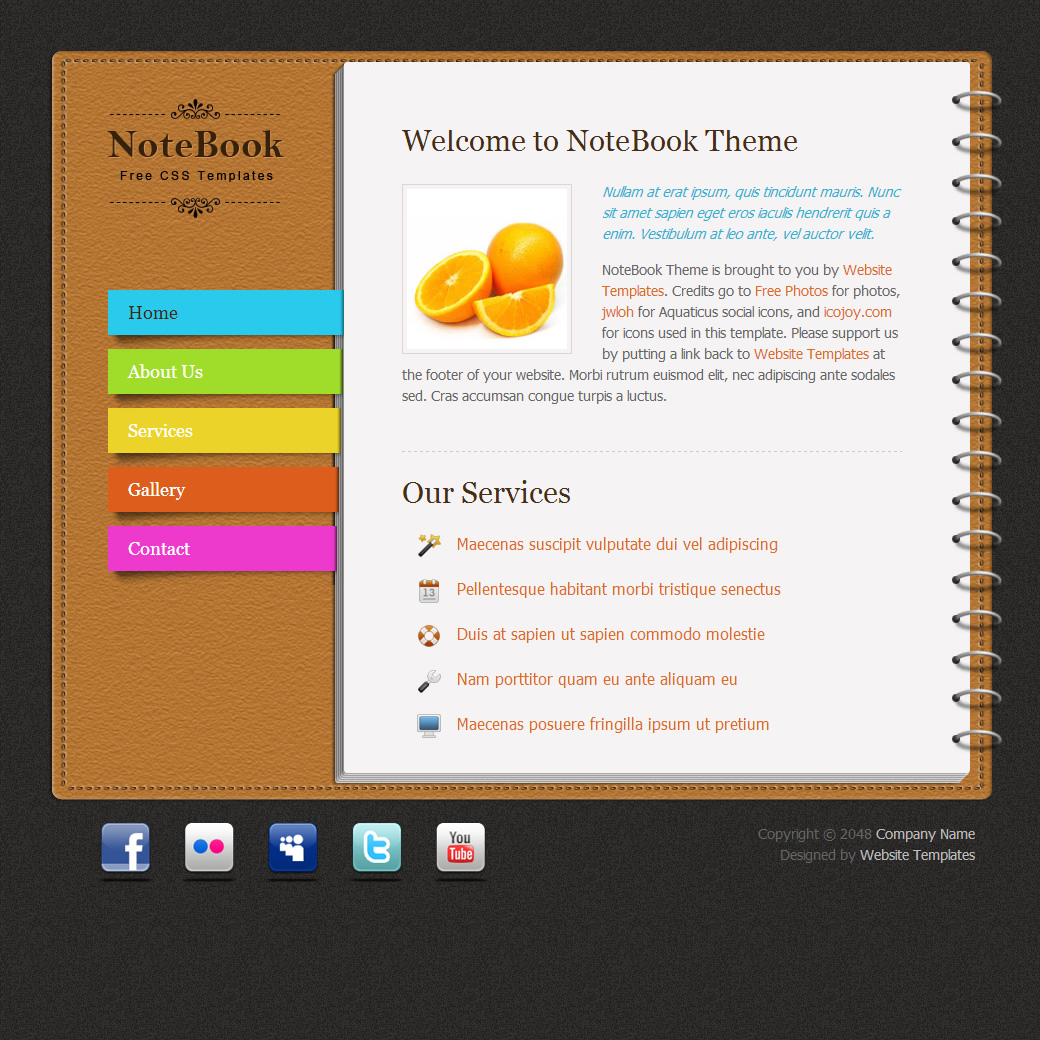 NoteBook
Free CSS Templates
Home
About Us
Services
Gallery
Contact
Welcome to NoteBook Theme
Nullam at erat ipsum, quis tincidunt mauris. Nunc
sit amet sapien eget eros iaculis hendrerit quis a
enim. Vestibulum at leo ante, vel auctor velit.
NoteBook Theme is brought to you by Website
Templates. Credits go to Free Photos for photos,
jwloh for Aquaticus social icons, and icojoy.com
for icons used in this template. Please support us
by putting a link back to Website Templates at
the footer of your website. Morbi rutrum euismod elit, nec adipiscing ante sodales
sed. Cras accumsan congue turpis a luctus.
Our Services
Maecenas suscipit vulputate dui vel adipiscing
13
Pellentesque habitant morbi tristique senectus
Duis at sapien ut sapien commodo molestie
Nam porttitor quam eu ante aliquam eu
Maecenas posuere fringilla ipsum ut pretium
f
t
You
Tube
Copyright © 2048 Company Name
Designed by Website Templates